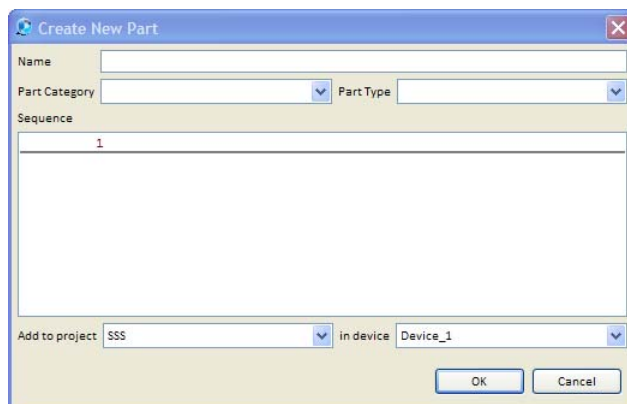 Create New Part
Name
Part Category Part Type
Sequence
1
Add to project SSS in device Device_1
OK Cancel